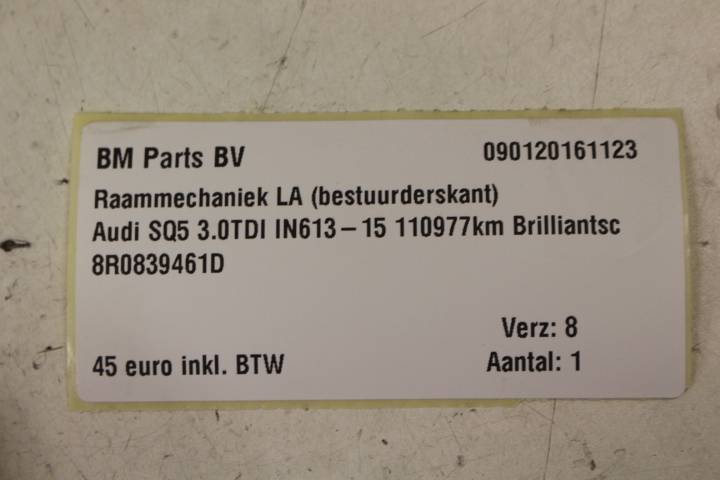 BM Parts BV 090120161123
Raammechaniek LA (bestuurderskant)
Audi SQ5 3.0TDI IN613-15 110977km Brilliantsc
8R0839461D
Verz: 8
45 euro inkl. BTW Aantal: 1